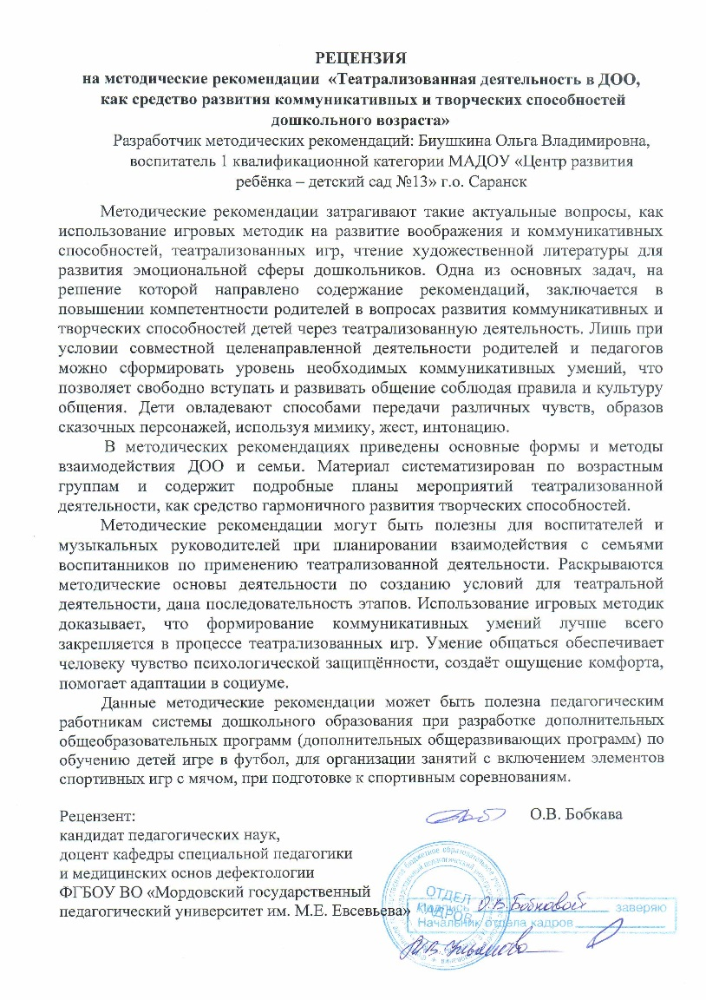 РЕЦЕНЗИЯ
на методические рекомендации «Театрализованная деятельность в ДОО,
как средство развития коммуникативных и творческих способностей
дошкольного возраста»
Разработчик методических рекомендаций: Биушкина Ольга Владимировна,
воспитатель 1 квалификационной категории МАДОУ «Центр развития
ребёнка – детский сад №13» г.о. Саранск
Методические рекомендации затрагивают такие актуальные вопросы, как
использование игровых методик на развитие воображения и коммуникативных
способностей, театрализованных игр, чтение художественной литературы для
развития эмоциональной сферы дошкольников. Одна из основных задач, на
решение которой направлено содержание рекомендаций, заключается в
повышении компетентности родителей в вопросах развития коммуникативных и
творческих способностей детей через театрализованную деятельность. Лишь при
условии совместной целенаправленной деятельности родителей и педагогов
можно сформировать уровень необходимых коммуникативных умений, что
позволяет свободно вступать и развивать общение соблюдая правила и культуру
общения. Дети овладевают способами передачи различных чувств, образов
сказочных персонажей, используя мимику, жест, интонацию.
В методических рекомендациях приведены основные формы и методы
взаимодействия ДОО и семьи. Материал систематизирован по возрастным
группам и содержит подробные планы мероприятий театрализованной
деятельности, как средство гармоничного развития творческих способностей.
Методические рекомендации могут быть полезны для воспитателей и
музыкальных руководителей при планировании взаимодействия с семьями
воспитанников по применению театрализованной деятельности. Раскрываются
методические основы деятельности по созданию условий для театральной
деятельности, дана последовательность этапов. Использование игровых методик
доказывает, что формирование коммуникативных умений лучше всего
закрепляется в процессе театрализованных игр. Умение общаться обеспечивает
человеку чувство психологической защищённости, создаёт ощущение комфорта,
помогает адаптации в социуме.
Данные методические рекомендации может быть полезна педагогическим
работникам системы дошкольного образования при разработке дополнительных
общеобразовательных программ (дополнительных общеразвивающих программ) по
обучению детей игре в футбол, для организации занятий с включением элементов
спортивных игр с мячом, при подготовке к спортивным соревнованиям.
Рецензент: О.В. Бобкава
кандидат педагогических наук,
доцент кафедры специальной педагогики
и медицинских основ дефектологии
ФГБОУ ВО «Мордовский государственный
педагогический университет им. М.Е. Евсевьева»
ОТДЕЛ
КАДРОВ
Подпись О.В. Бобковой заверяю
Начальник отдела кадров